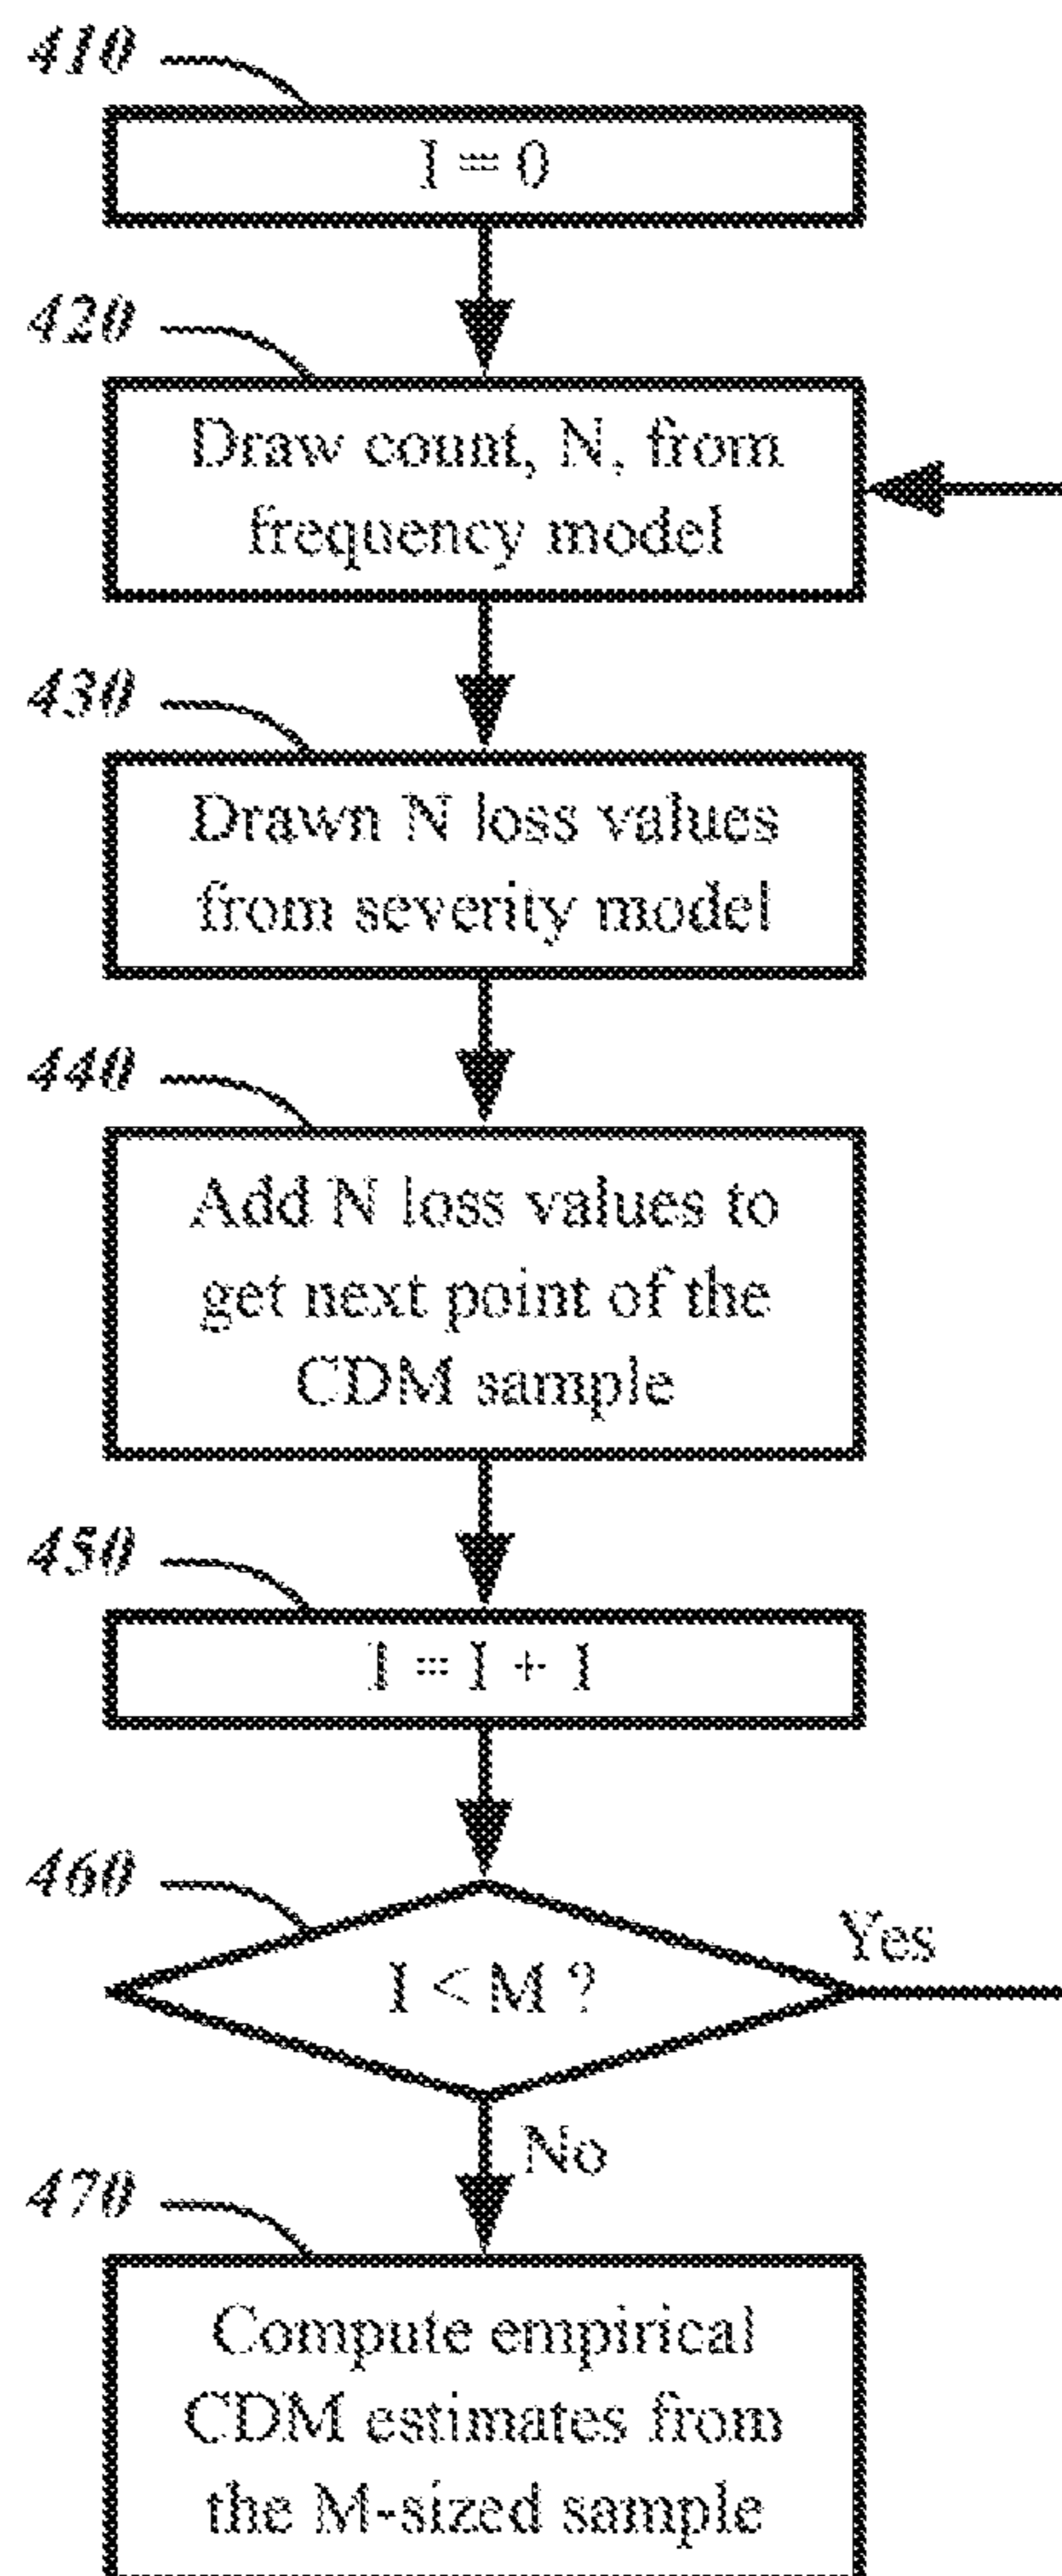 410
I = 0
420
Draw count, N, from
frequency model
430
Drawn N loss values
from severity model
440
Add N loss values to
get next point of the
CDM sample
450
I = I + 1
460
I < M ?
Yes
No
470
Compute empirical
CDM estimates from
the M-sized sample